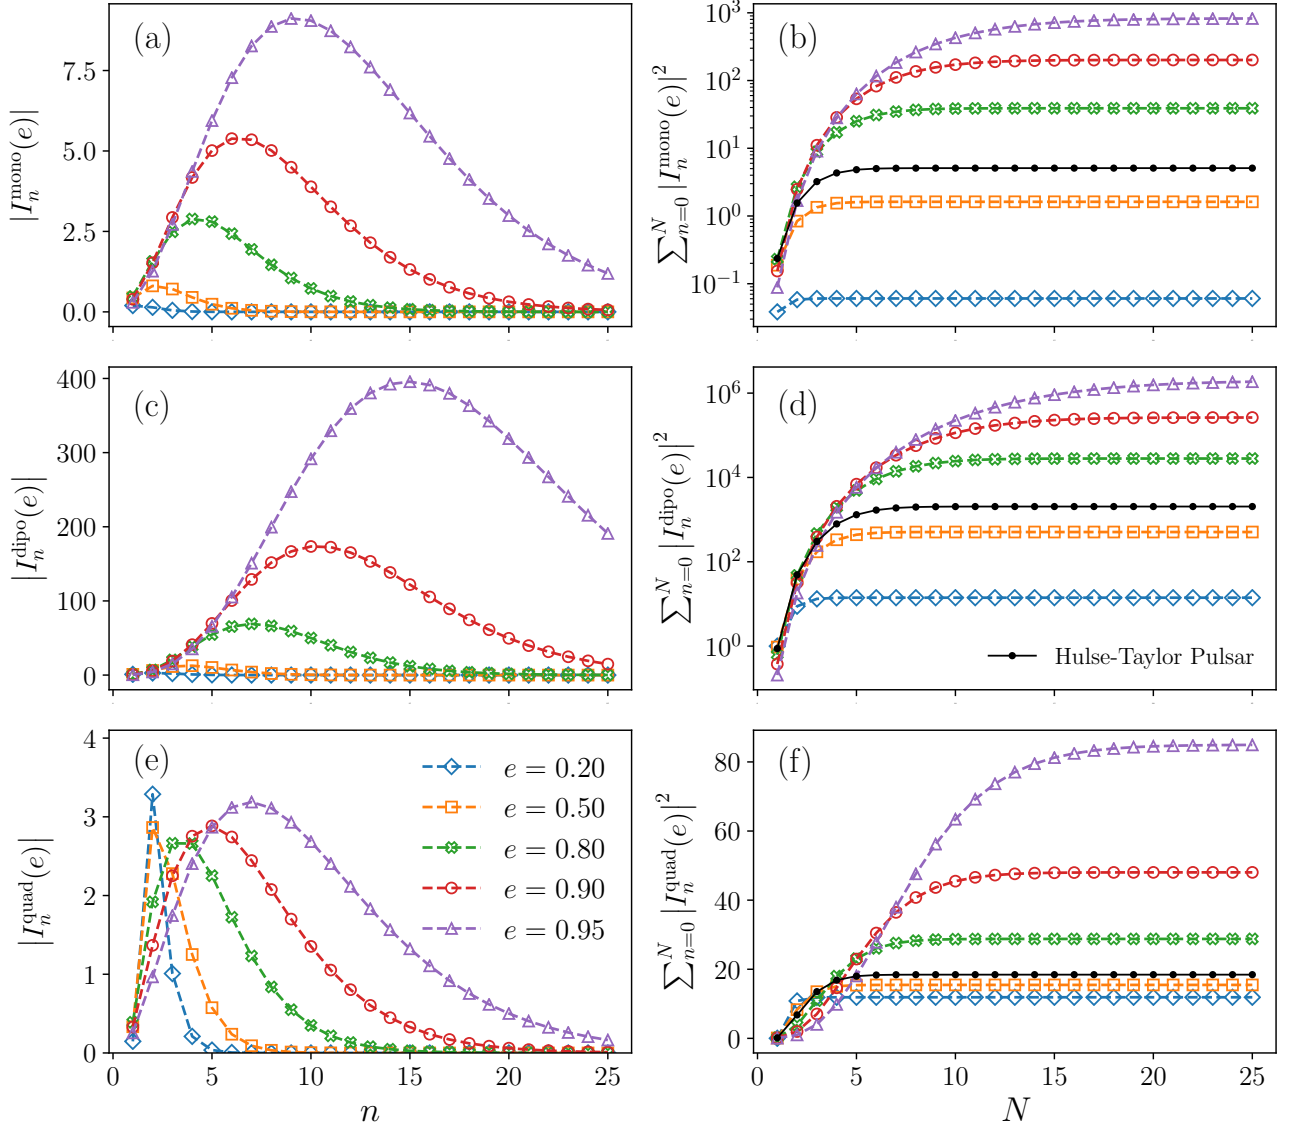 (a)
|I_n^mono(e)|
7.5
5.0
2.5
0.0
(b)
∑_{n=0}^N |I_n^mono(e)|^2
10^3
10^2
10^1
10^0
10^−1
(c)
|I_n^dipo(e)|
400
300
200
100
0
(d)
∑_{n=0}^N |I_n^dipo(e)|^2
10^6
10^4
10^2
10^0
Hulse-Taylor Pulsar
(e)
|I_n^quad(e)|
4
3
2
1
0
e = 0.20
e = 0.50
e = 0.80
e = 0.90
e = 0.95
0 5 10 15 20 25
n
(f)
∑_{n=0}^N |I_n^quad(e)|^2
80
60
40
20
0
0 5 10 15 20 25
N